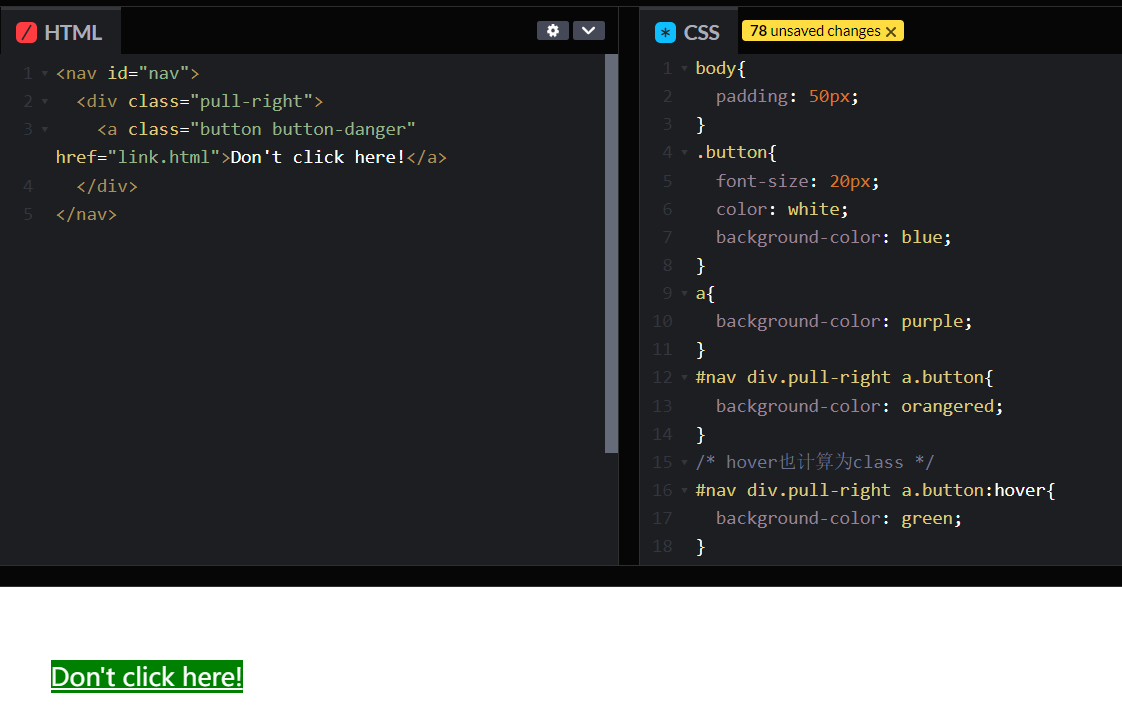 HTML
1 <nav id="nav">
2 <div class="pull-right">
3 <a class="button button-danger"
href="link.html">Don't click here!</a>
4 </div>
5 </nav>
* CSS
78 unsaved changes ×
1 body{
2 padding: 50px;
3 }
4 .button{
5 font-size: 20px;
6 color: white;
7 background-color: blue;
8 }
9 a{
10 background-color: purple;
11 }
12 #nav div.pull-right a.button{
13 background-color: orangered;
14 }
15 /* hover也计算为class */
16 #nav div.pull-right a.button:hover{
17 background-color: green;
18 }
Don't click here!